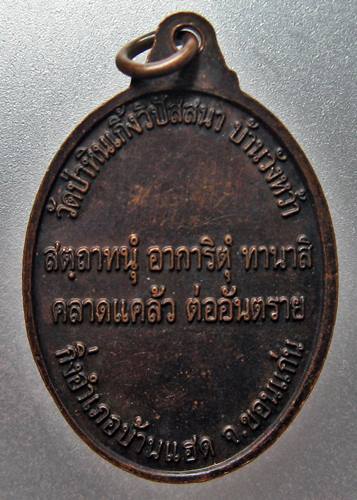 วัดป่าหินเกิ้งวิปัสสนา บ้านวังหว้า
สตฺถาทนุํ อาการิตุํ ทานาสิ
คลาดแคล้ว ต่ออันตราย
กิ่งอำเภอบ้านแฮด จ.ขอนแก่น